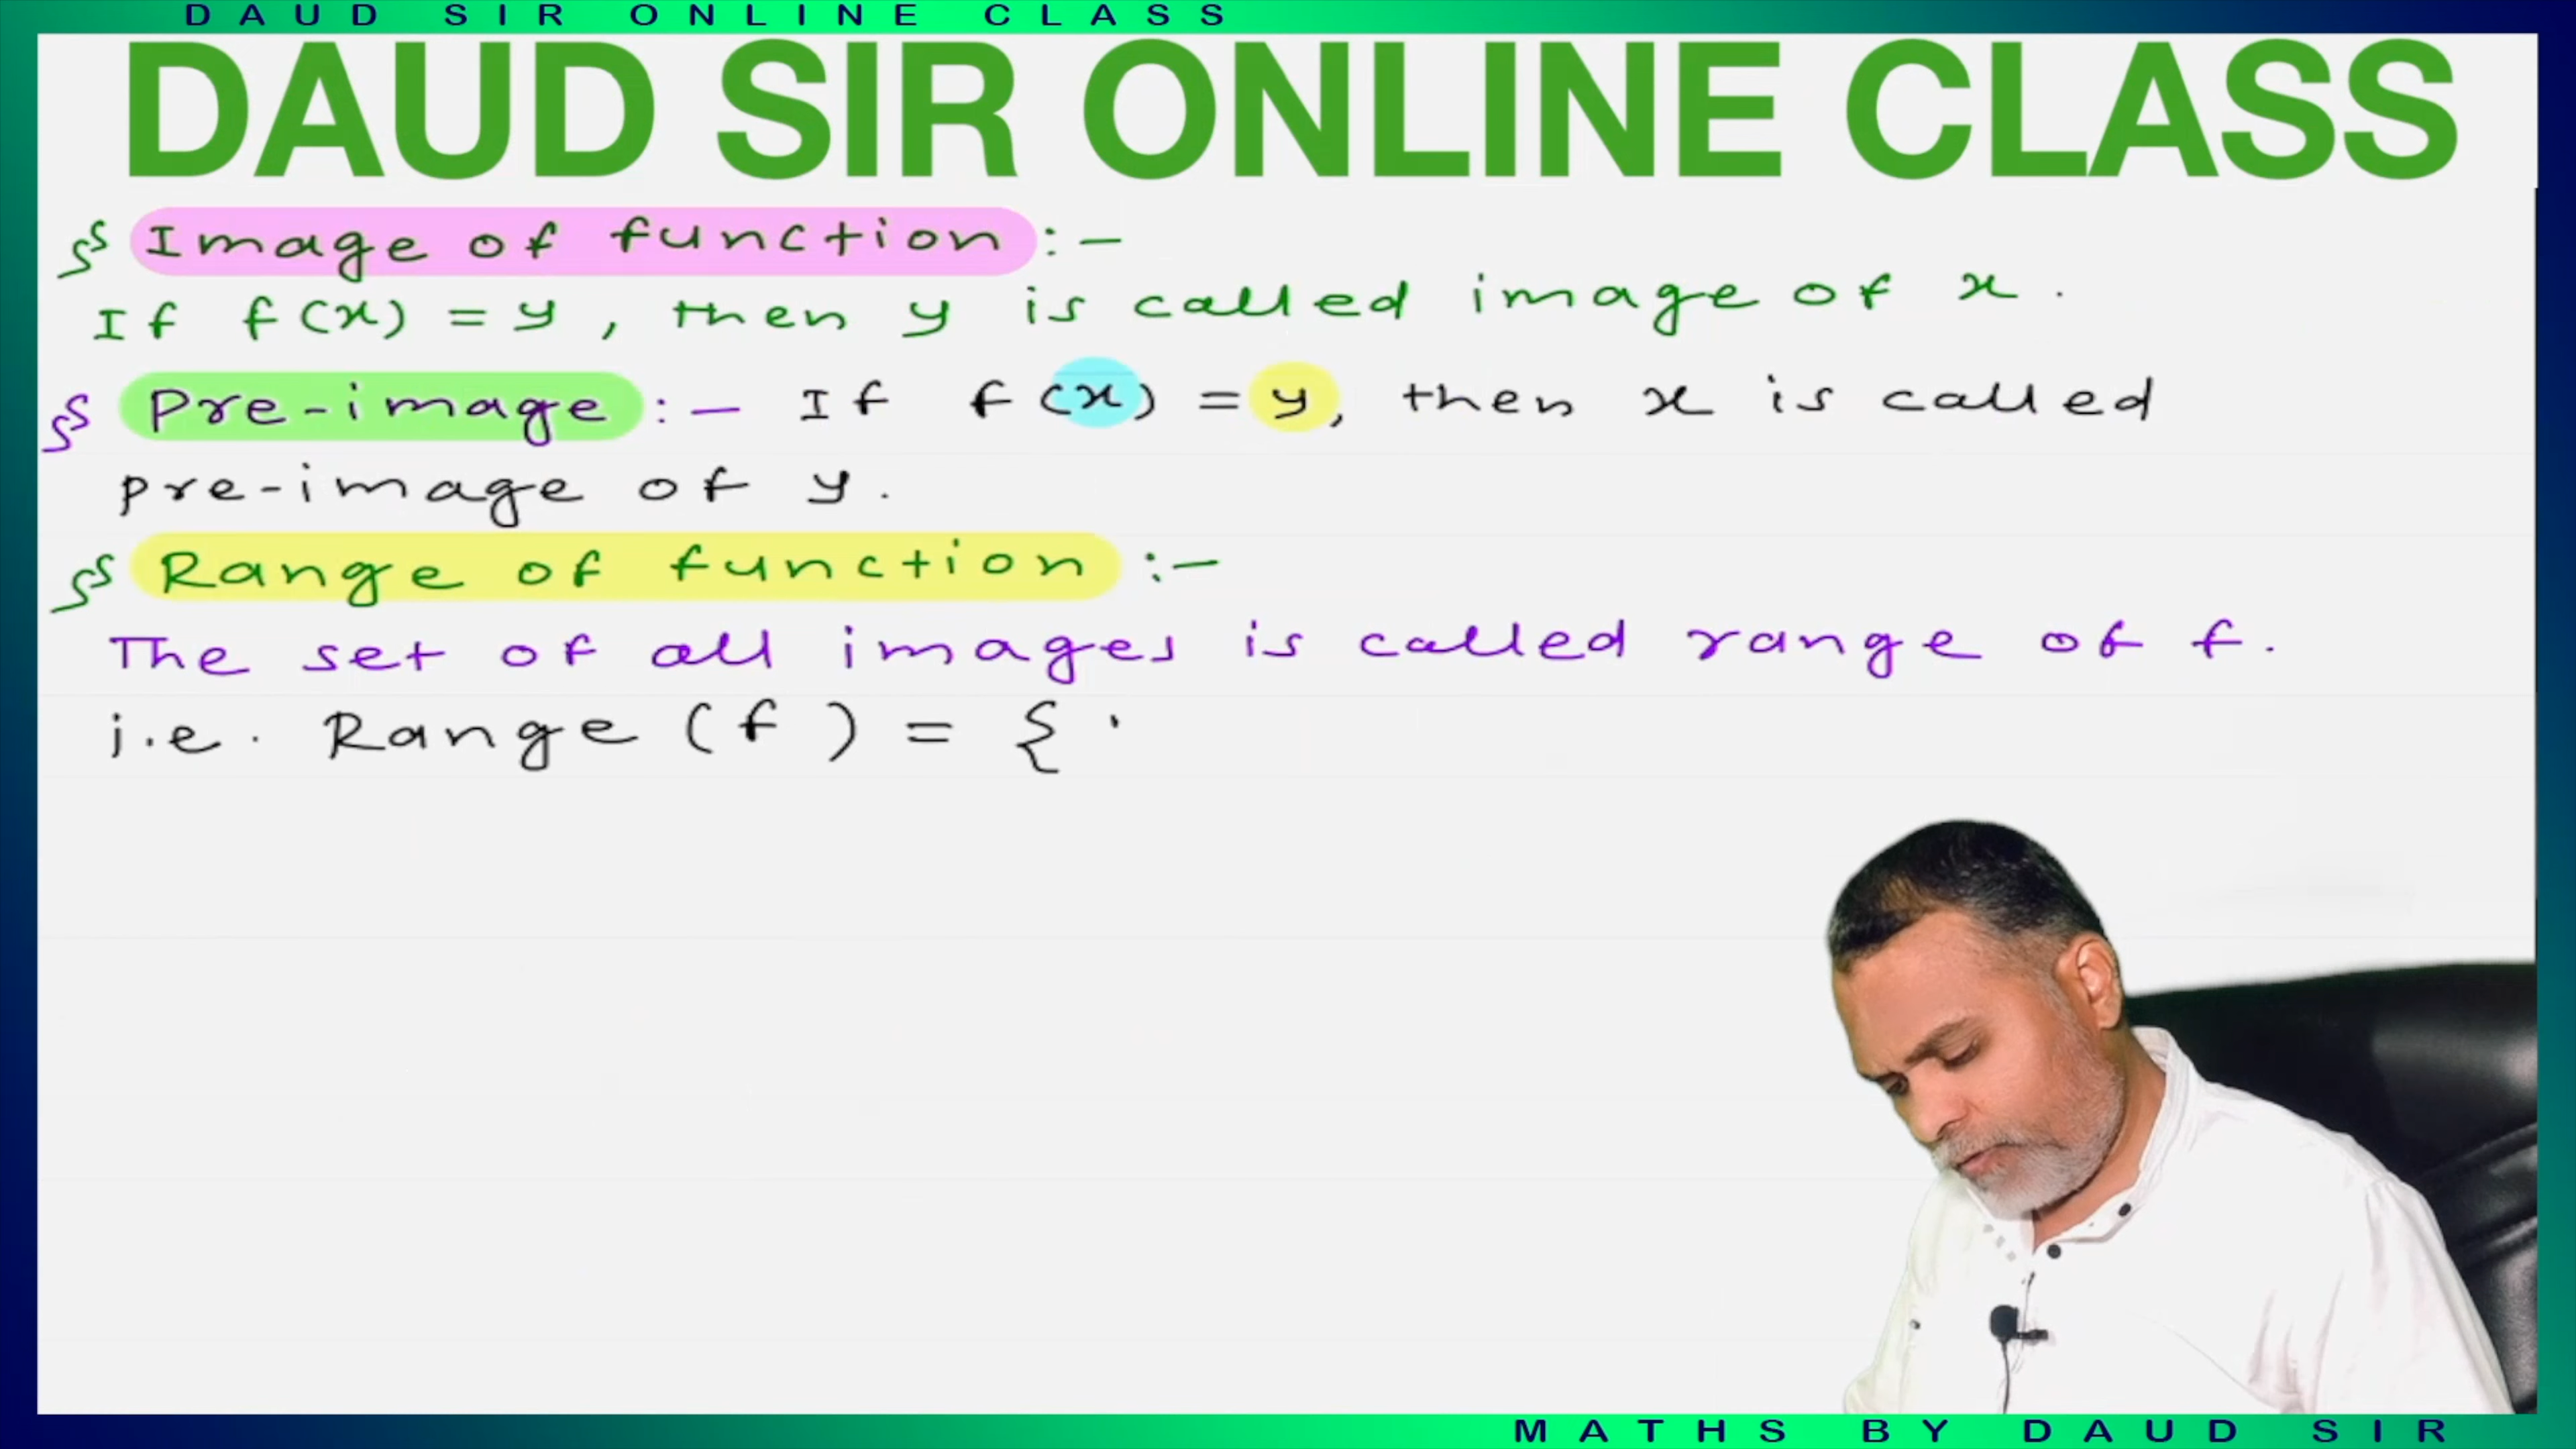 DAUD SIR ONLINE CLASS
DAUD SIR ONLINE CLASS
§ Image of function :-
If f(x) = y, then y is called image of x.
§ Pre-image :- If f(x) = y, then x is called
pre-image of y.
§ Range of function :-
The set of all images is called range of f.
i.e. Range (f) = {
MATHS BY DAUD SIR